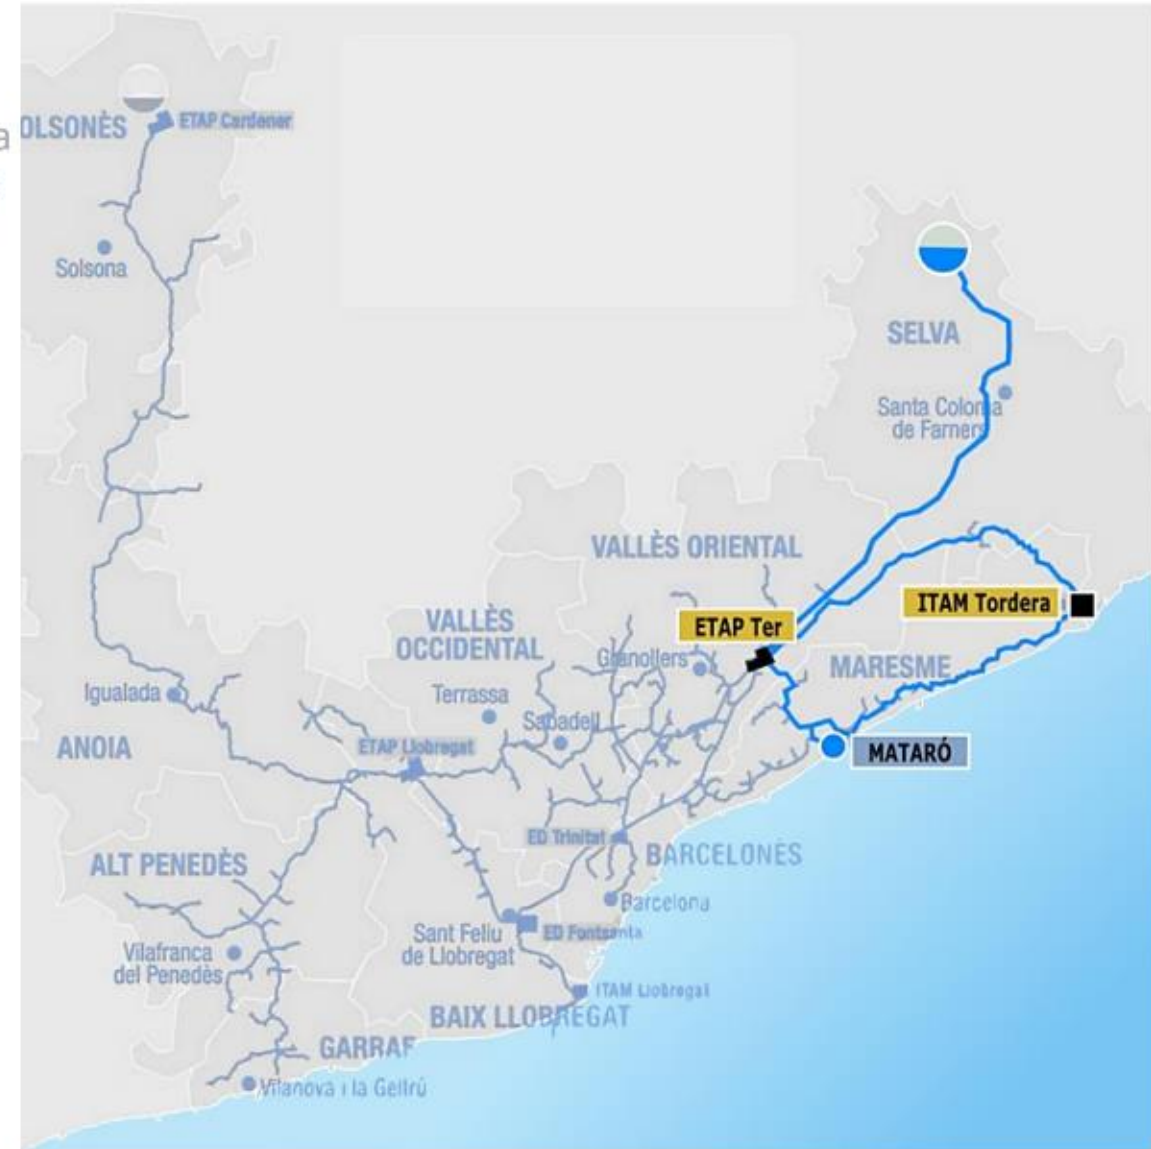 a
OLSONÈS
ETAP Cardener
Solsona
SELVA
Santa Coloma
de Farners
VALLÈS ORIENTAL
ITAM Tordera
VALLÈS
OCCIDENTAL
ETAP Ter
Granollers
MARESME
Igualada
Terrassa
Sabadell
ANOIA
ETAP Llobregat
MATARÓ
ED Trinitat
BARCELONÈS
ALT PENEDÈS
Barcelona
Sant Feliu
de Llobregat
ED Fontsanta
Vilafranca
del Penedès
ITAM Llobregat
BAIX LLOBREGAT
GARRAF
Vilanova i la Geltrú